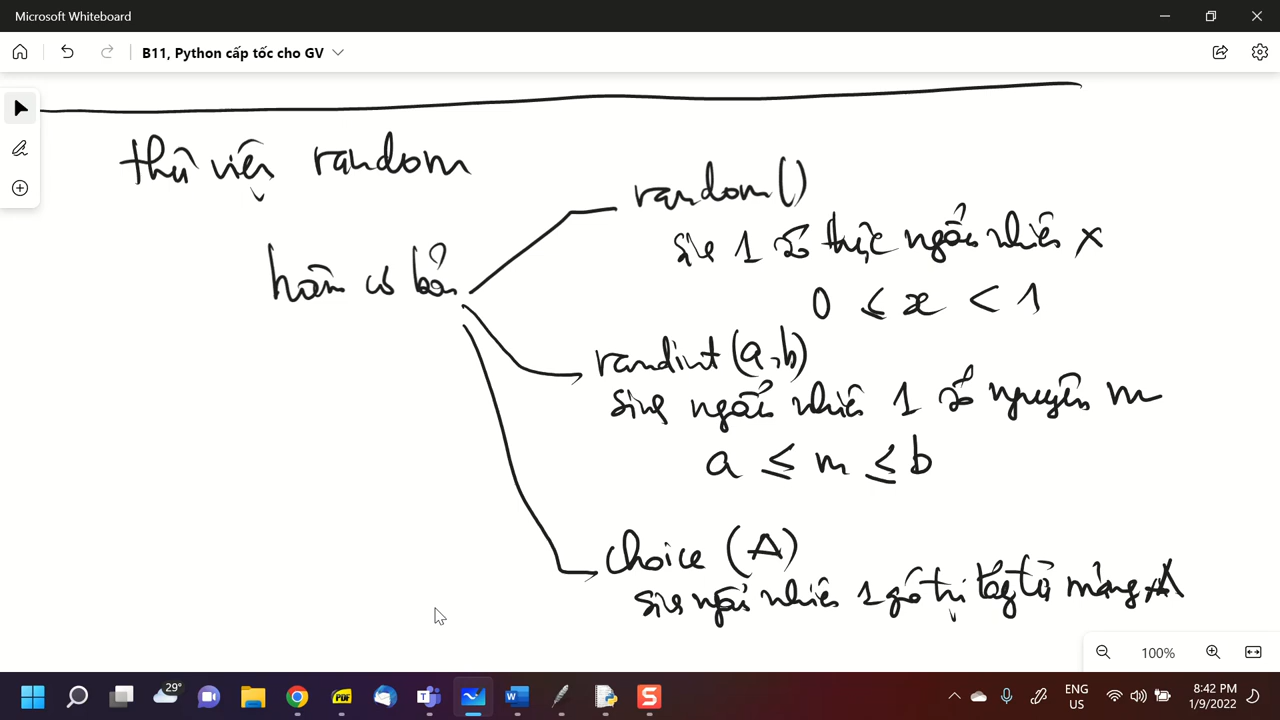 Microsoft Whiteboard
B11, Python cấp tốc cho GV
thư viện random
hàm cơ bản
random()
sinh 1 số thực ngẫu nhiên x
0 ≤ x < 1
randint (a,b)
sinh ngẫu nhiên 1 số nguyên m
a ≤ m ≤ b
choice (A)
sinh ngẫu nhiên 1 giá trị lấy từ mảng A
100%
29°
ENG
US
8:42 PM
1/9/2022